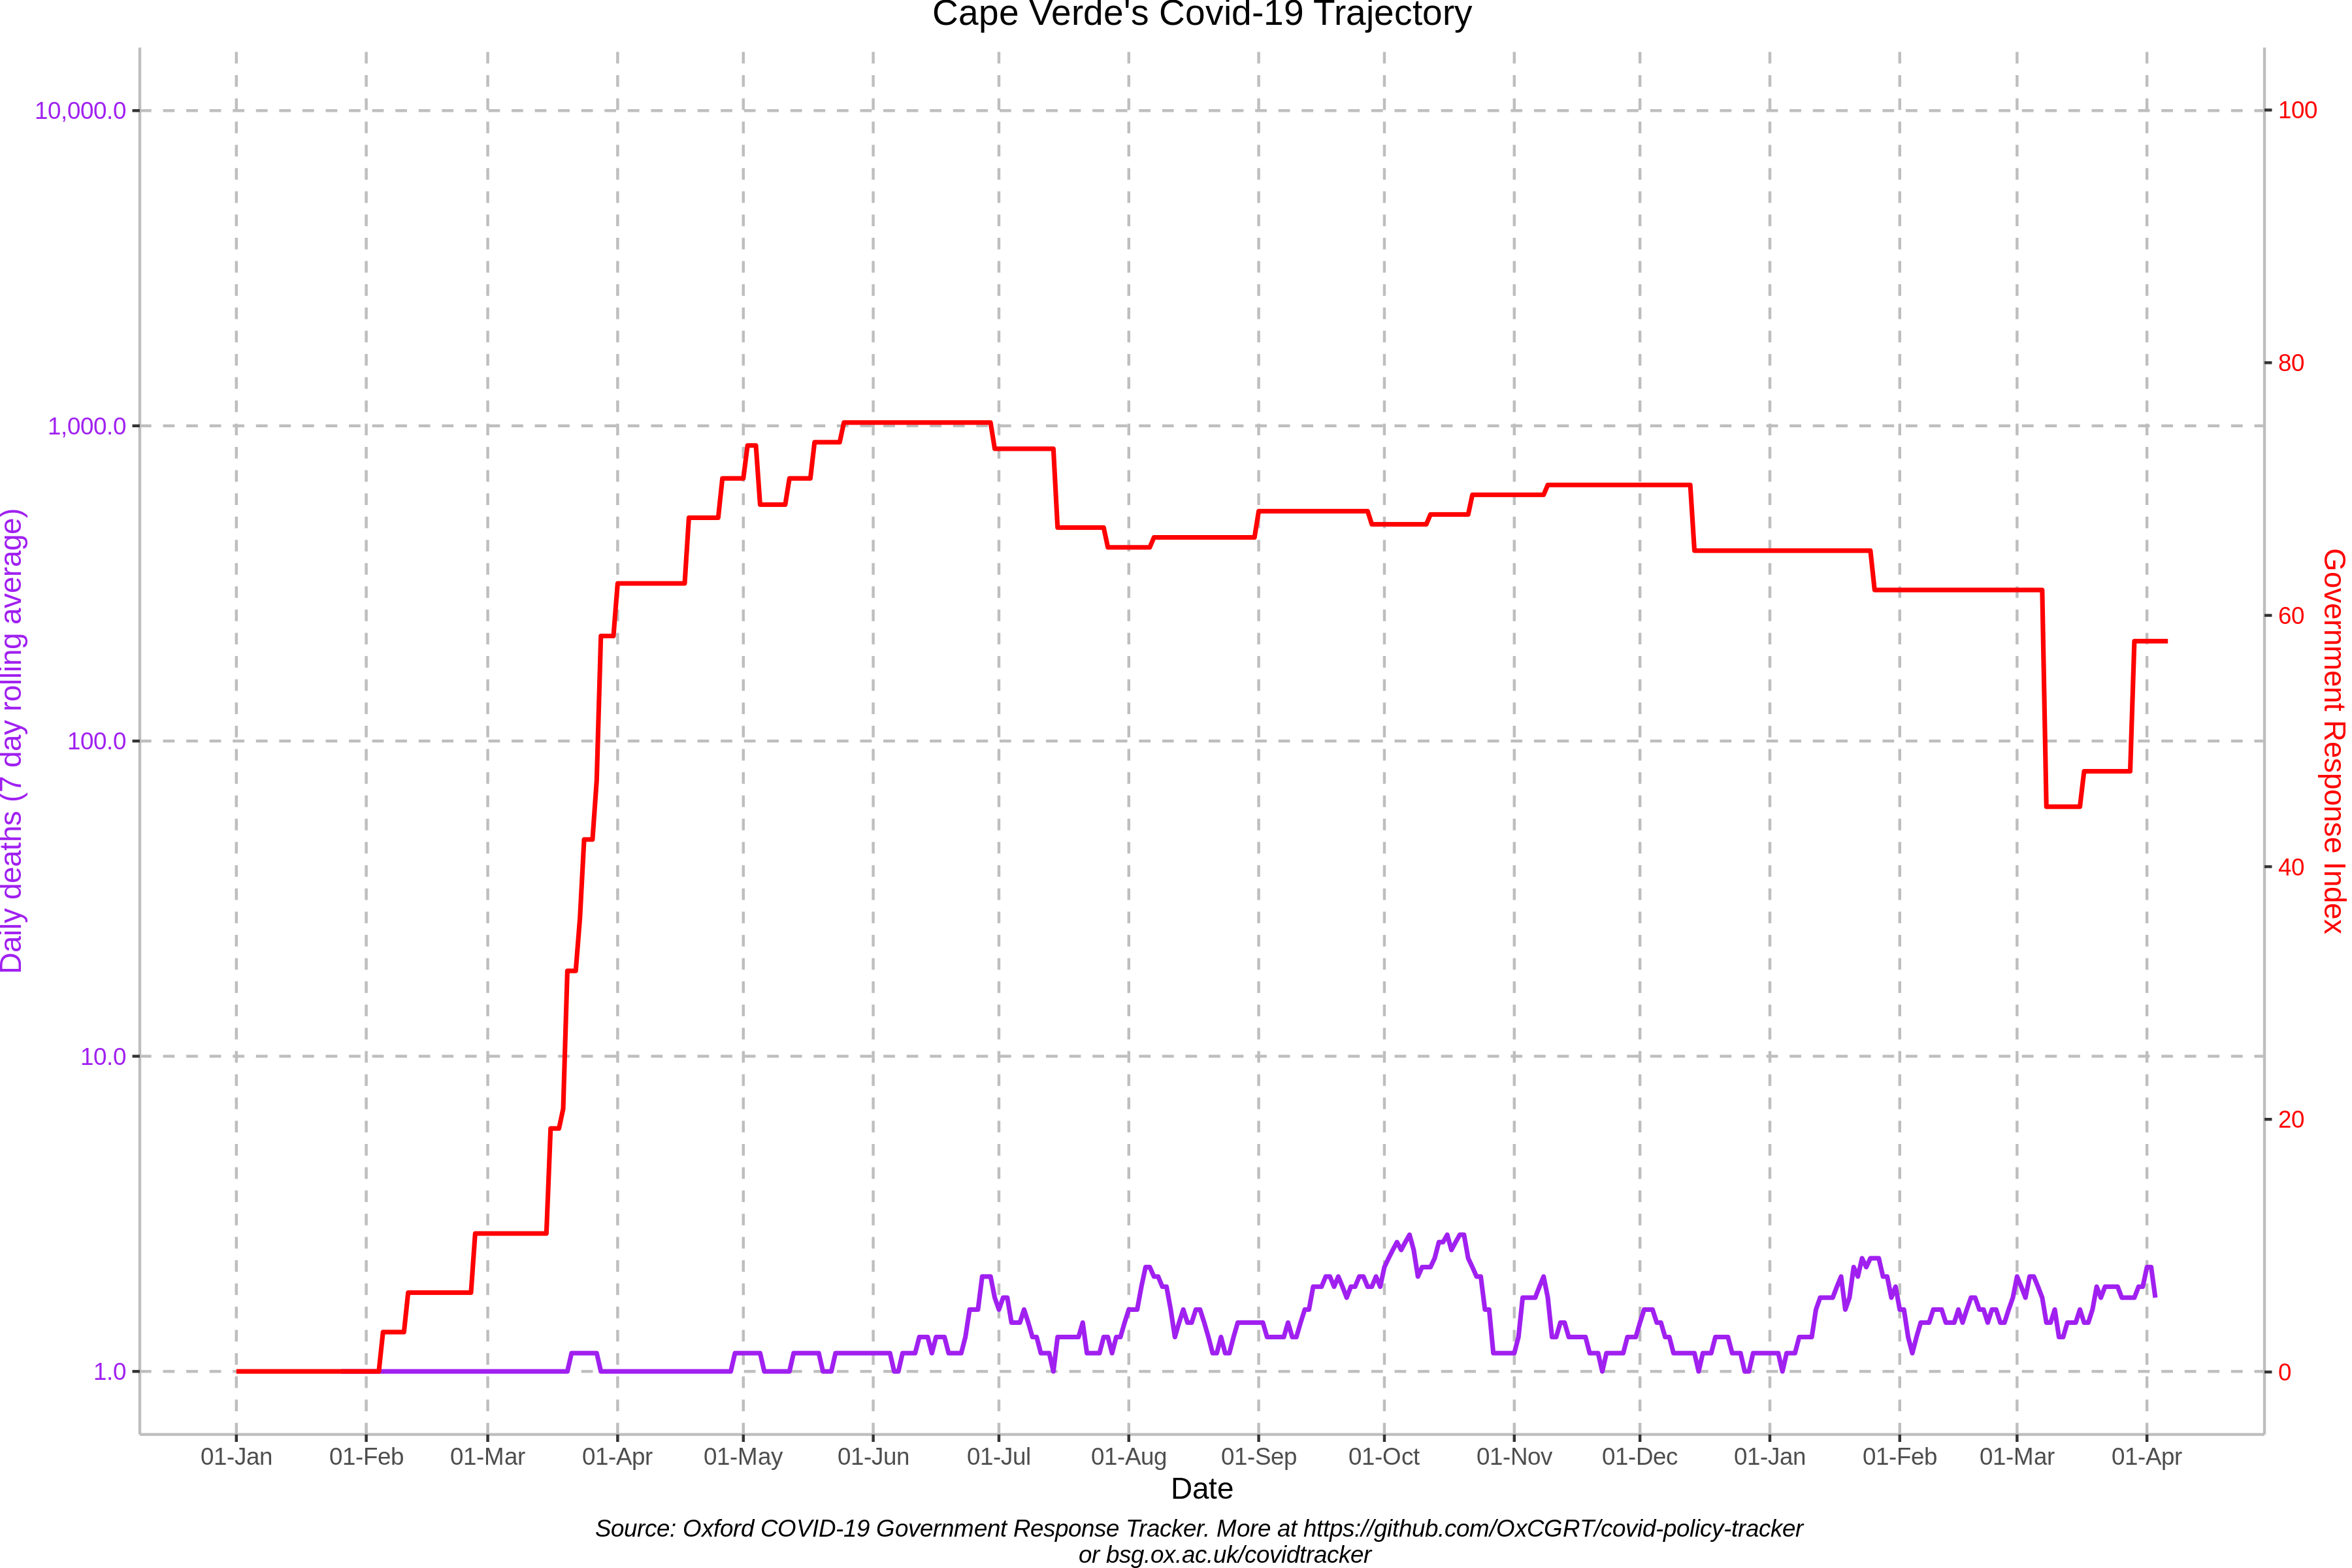 Cape Verde's Covid-19 Trajectory
10,000.0
1,000.0
100.0
10.0
1.0
Daily deaths (7 day rolling average)
100
80
60
40
20
0
Government Response Index
01-Jan
01-Feb
01-Mar
01-Apr
01-May
01-Jun
01-Jul
01-Aug
01-Sep
01-Oct
01-Nov
01-Dec
01-Jan
01-Feb
01-Mar
01-Apr
Date
Source: Oxford COVID-19 Government Response Tracker. More at https://github.com/OxCGRT/covid-policy-tracker
or bsg.ox.ac.uk/covidtracker